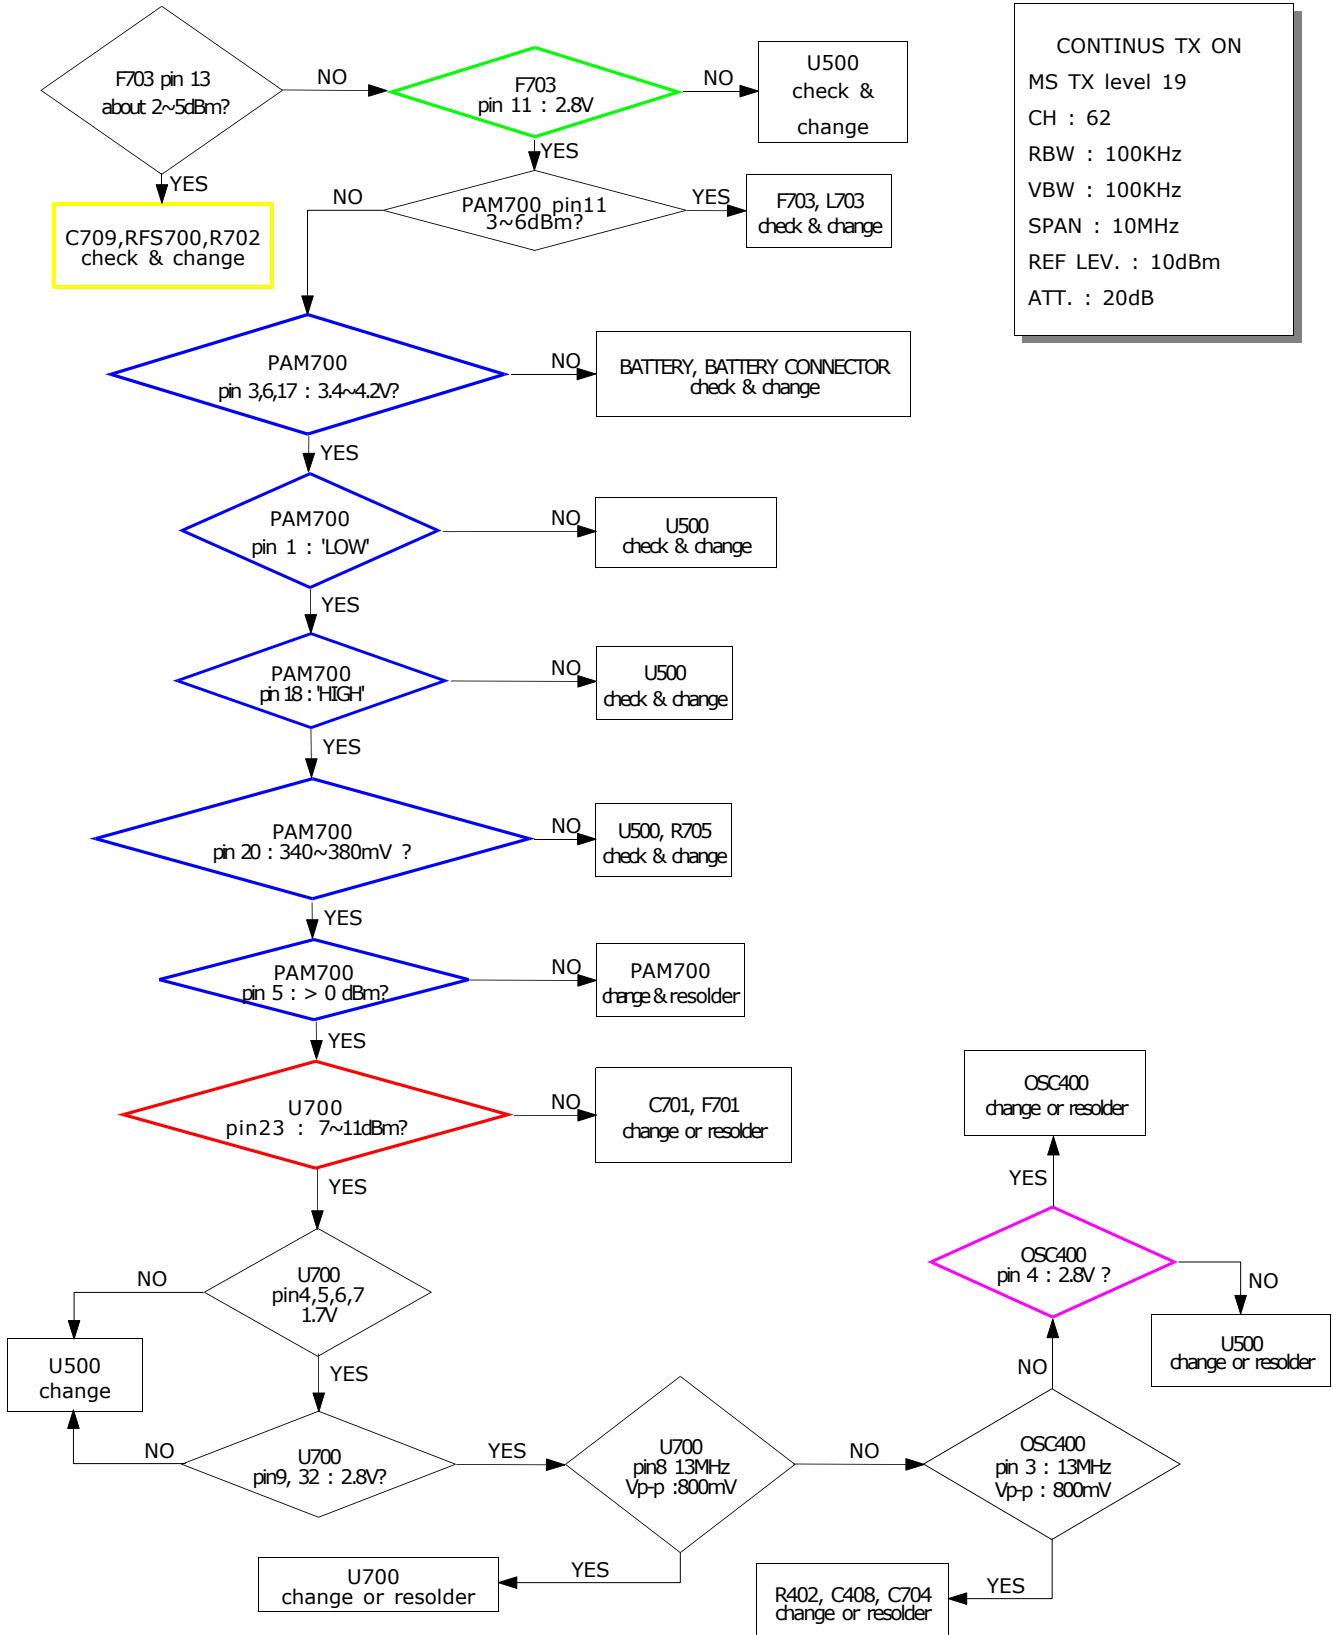 F703 pin 13
about 2~5dBm?
NO
F703
pin 11 : 2.8V
NO
U500
check &
change
CONTINUS TX ON
MS TX level 19
CH : 62
RBW : 100KHz
VBW : 100KHz
SPAN : 10MHz
REF LEV. : 10dBm
ATT. : 20dB
YES
YES
C709,RFS700,R702
check & change
NO
PAM700 pin11
3~6dBm?
YES
F703, L703
check & change
PAM700
pin 3,6,17 : 3.4~4.2V?
NO
BATTERY, BATTERY CONNECTOR
check & change
YES
PAM700
pin 1 : 'LOW'
NO
U500
check & change
YES
PAM700
pin 18 : 'HIGH'
NO
U500
check & change
YES
PAM700
pin 20 : 340~380mV ?
NO
U500, R705
check & change
YES
PAM700
pin 5 : > 0 dBm?
NO
PAM700
change & resolder
YES
U700
pin23 : 7~11dBm?
NO
C701, F701
change or resolder
OSC400
change or resolder
YES
YES
U700
pin4,5,6,7
1.7V
NO
OSC400
pin 4 : 2.8V ?
NO
U500
change or resolder
U500
change
YES
NO
U700
pin9, 32 : 2.8V?
NO
YES
U700
pin8 13MHz
Vp-p :800mV
NO
OSC400
pin 3 : 13MHz
Vp-p : 800mV
YES
U700
change or resolder
YES
R402, C408, C704
change or resolder